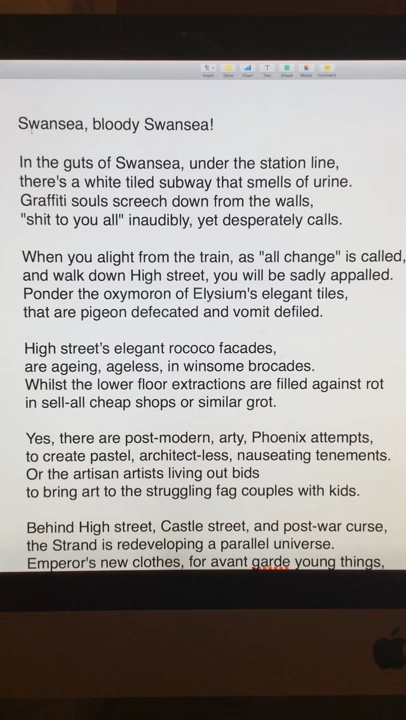 Insert Table Chart Text Shape Media Comment
Swansea, bloody Swansea!
In the guts of Swansea, under the station line,
there's a white tiled subway that smells of urine.
Graffiti souls screech down from the walls,
"shit to you all" inaudibly, yet desperately calls.
When you alight from the train, as "all change" is called,
and walk down High street, you will be sadly appalled.
Ponder the oxymoron of Elysium's elegant tiles,
that are pigeon defecated and vomit defiled.
High street's elegant rococo facades,
are ageing, ageless, in winsome brocades.
Whilst the lower floor extractions are filled against rot
in sell-all cheap shops or similar grot.
Yes, there are post-modern, arty, Phoenix attempts,
to create pastel, architect-less, nauseating tenements.
Or the artisan artists living out bids
to bring art to the struggling fag couples with kids.
Behind High street, Castle street, and post-war curse,
the Strand is redeveloping a parallel universe.
Emperor's new clothes, for avant garde young things,